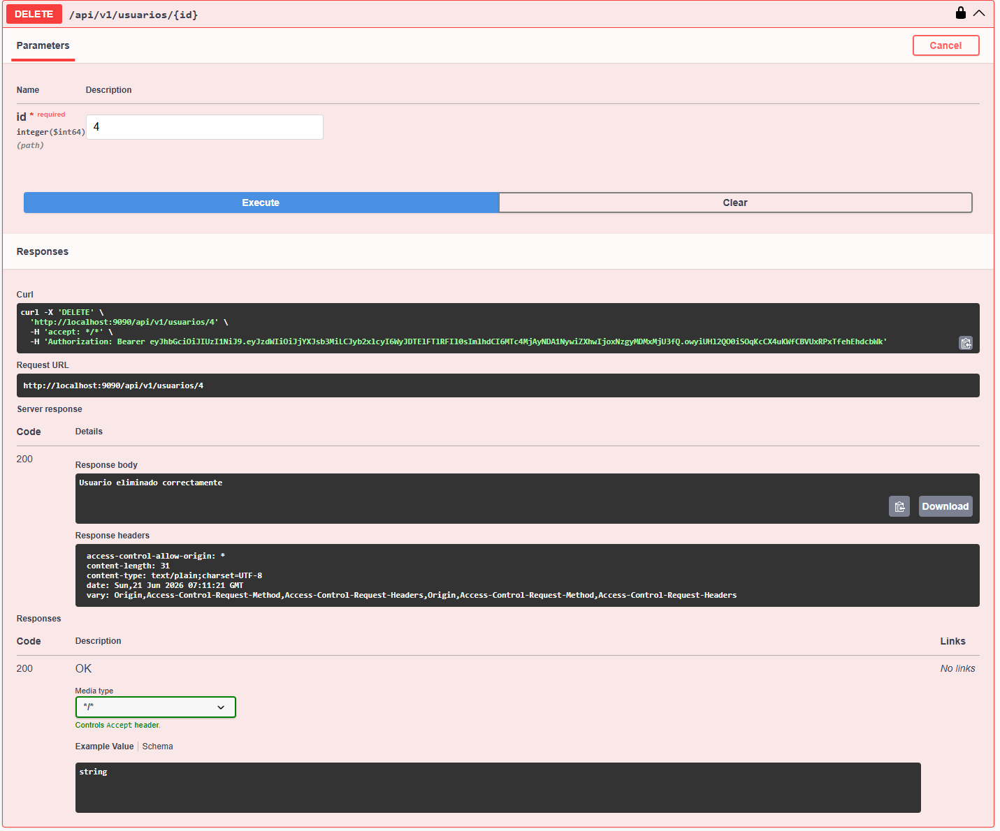 DELETE /api/v1/usuarios/{id}
Parameters
Cancel
Name Description
id * required
integer($int64)
(path)
4
Execute Clear
Responses
Curl
curl -X 'DELETE' \
'http://localhost:9090/api/v1/usuarios/4' \
-H 'accept: */*' \
-H 'Authorization: Bearer eyJhbGciOiJIUzI1NiJ9.eyJzdWIiOiJjYXJsb3MiLCJyb2xlcyI6WyJDTElFTlRFIl0sImlhdCI6MTc4MjAyNDA1NywiZXhwIjoxNzgyMDMxMjU3fQ.owyiUHl2QO0iSOqKcCX4uKWfCBVUxRPxTfehEhdcbWk'
Request URL
http://localhost:9090/api/v1/usuarios/4
Server response
Code Details
200
Response body
Usuario eliminado correctamente
Download
Response headers
access-control-allow-origin: *
content-length: 31
content-type: text/plain;charset=UTF-8
date: Sun,21 Jun 2026 07:11:21 GMT
vary: Origin,Access-Control-Request-Method,Access-Control-Request-Headers,Origin,Access-Control-Request-Method,Access-Control-Request-Headers
Responses
Code Description Links
200 OK No links
Media type
*/*
Controls Accept header.
Example Value Schema
string